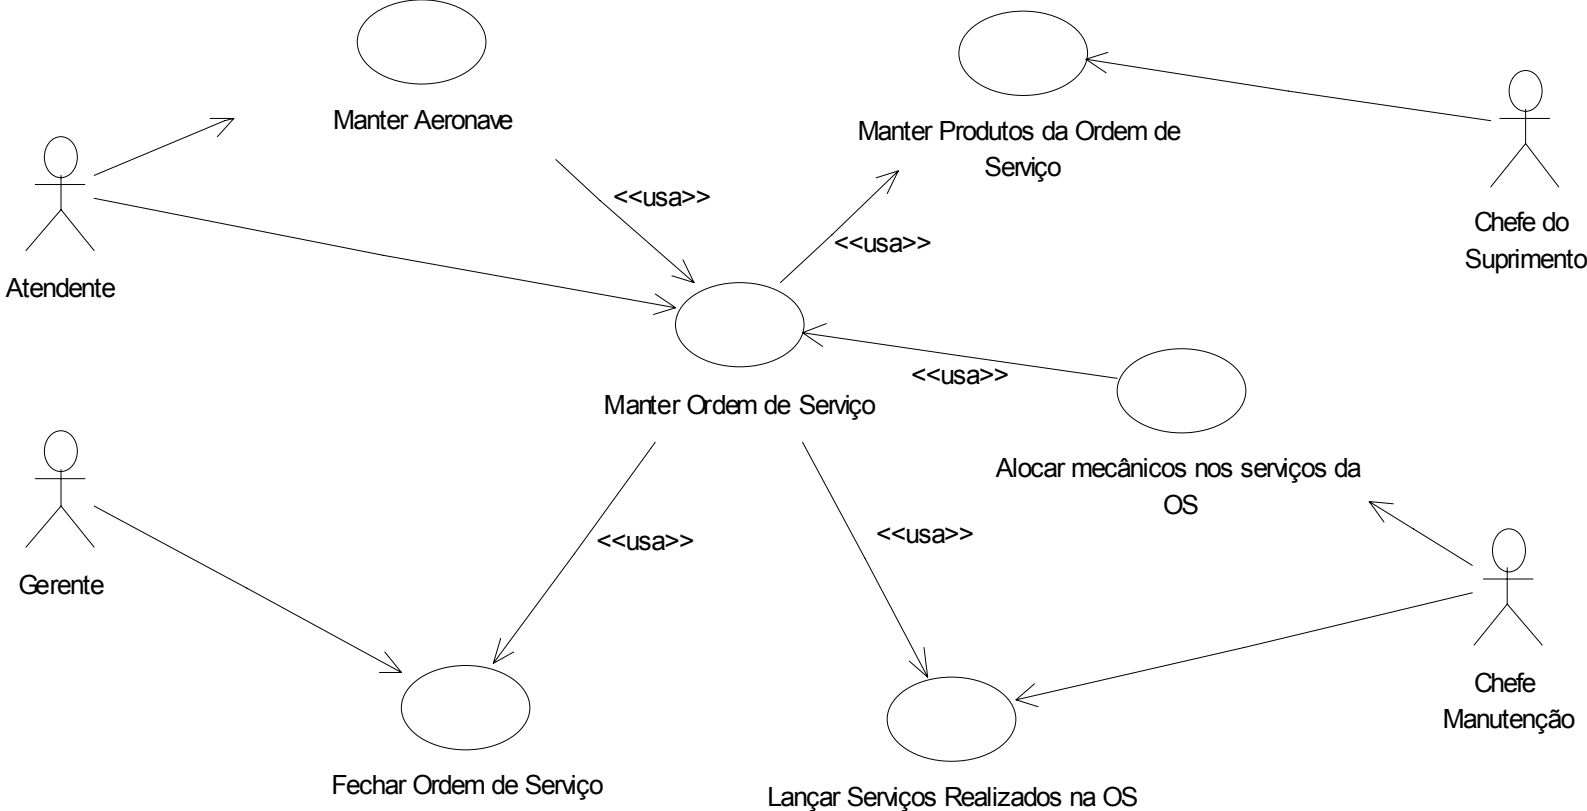 Manter Aeronave
Manter Produtos da Ordem de
Serviço
<<usa>>
<<usa>>
Chefe do
Suprimento
Atendente
<<usa>>
Manter Ordem de Serviço
Alocar mecânicos nos serviços da
OS
<<usa>>
<<usa>>
Gerente
Chefe
Manutenção
Fechar Ordem de Serviço
Lançar Serviços Realizados na OS